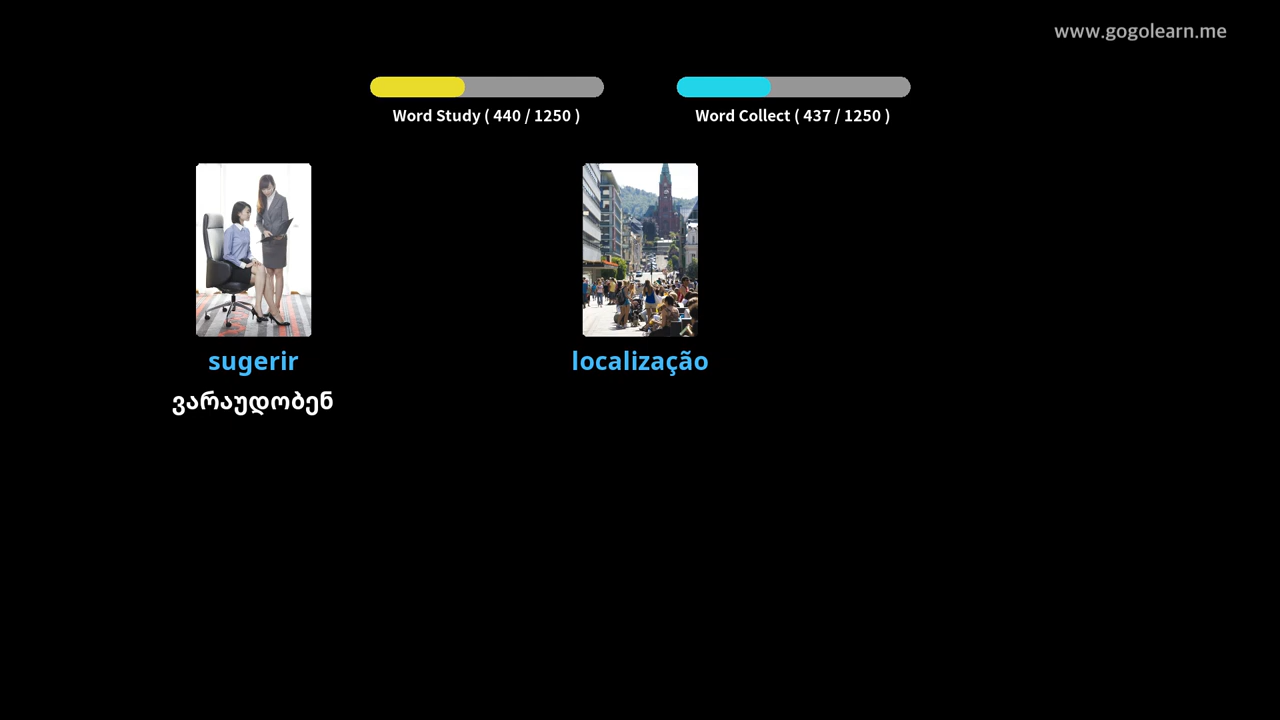 www.gogolearn.me
Word Study ( 440 / 1250 )
Word Collect ( 437 / 1250 )
sugerir
localização
ვარაუდობენ